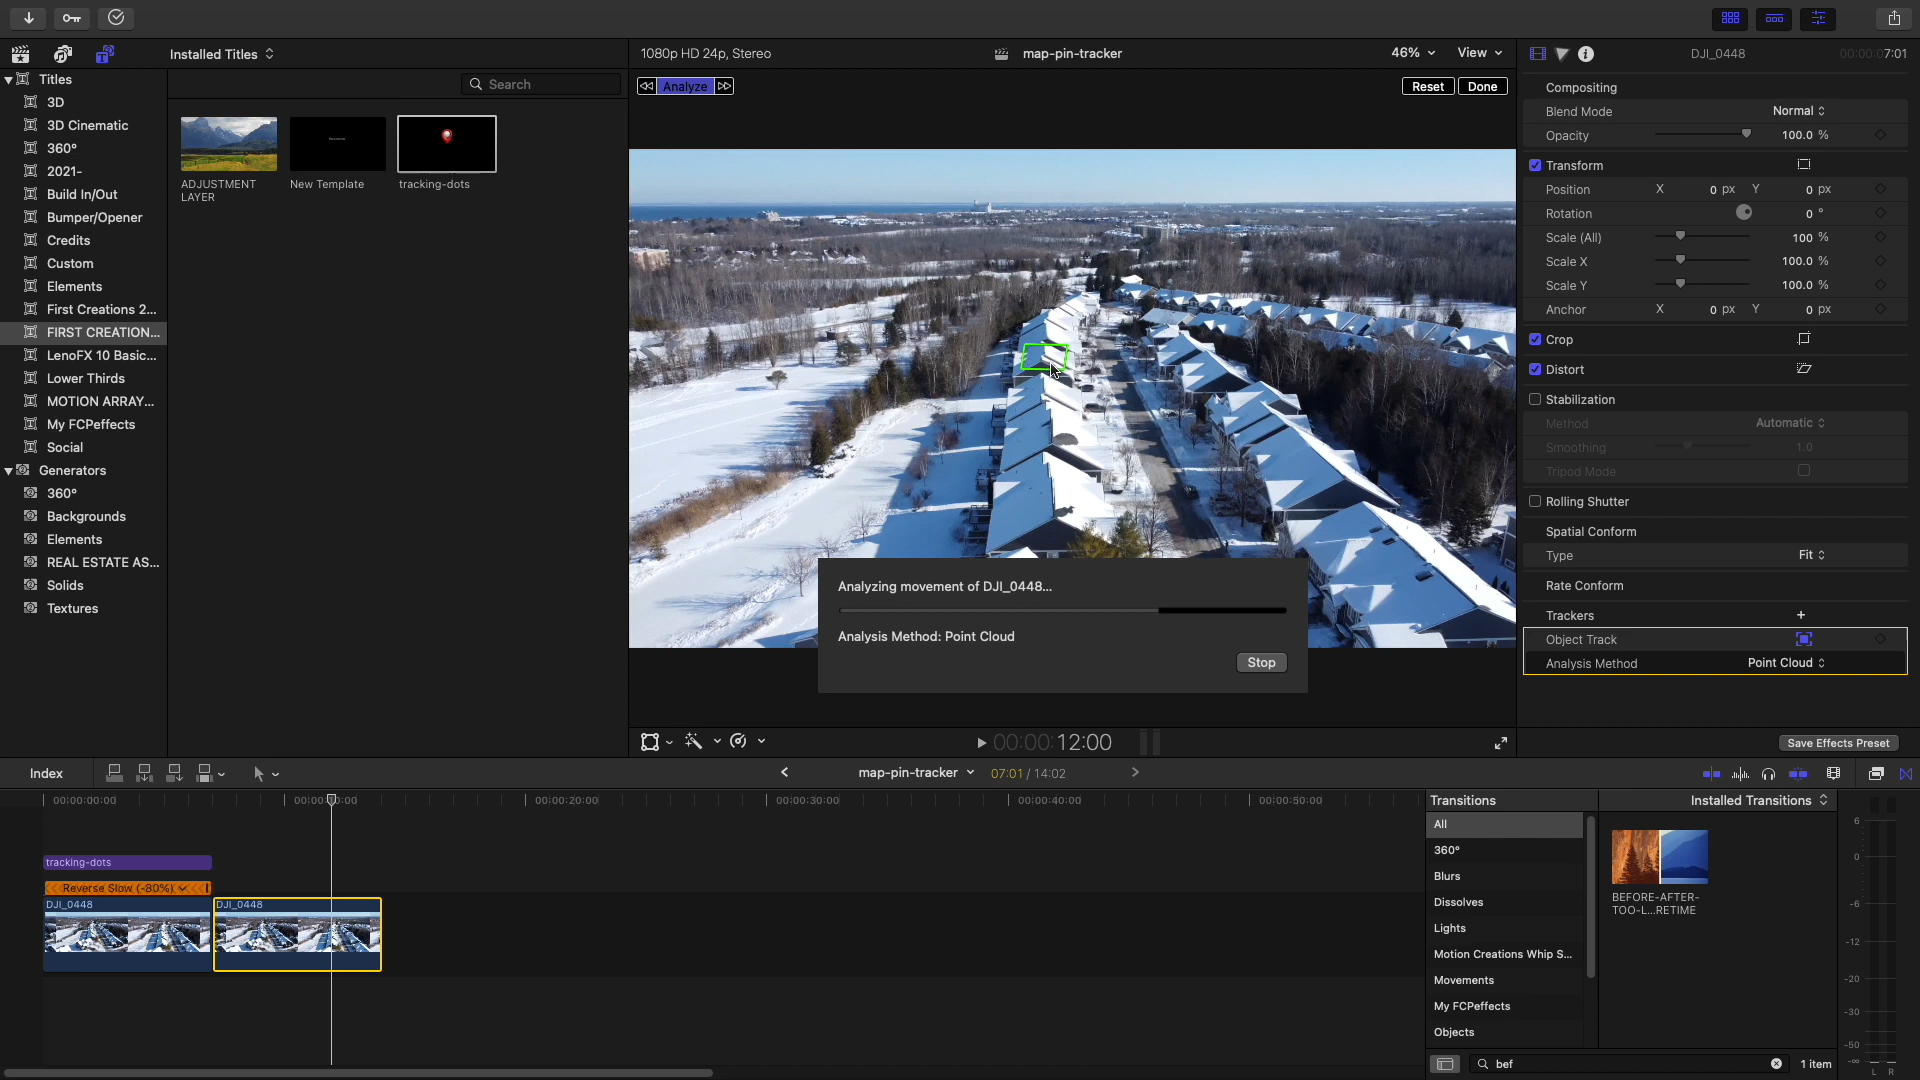 Installed Titles
1080p HD 24p, Stereo
map-pin-tracker
46%
View
DJI_0448
00:00:07:01
Titles
3D
3D Cinematic
360°
2021-
Build In/Out
Bumper/Opener
Credits
Custom
Elements
First Creations 2...
FIRST CREATION...
LenoFX 10 Basic...
Lower Thirds
MOTION ARRAY...
My FCPeffects
Social
Generators
360°
Backgrounds
Elements
REAL ESTATE AS...
Solids
Textures
Search
ADJUSTMENT
LAYER
New Template
tracking-dots
Analyze
Reset
Done
Analyzing movement of DJI_0448...
Analysis Method: Point Cloud
Stop
00:00:12:00
Compositing
Blend Mode Normal
Opacity 100.0 %
Transform
Position X 0 px Y 0 px
Rotation 0 °
Scale (All) 100 %
Scale X 100.0 %
Scale Y 100.0 %
Anchor X 0 px Y 0 px
Crop
Distort
Stabilization
Method Automatic
Smoothing 1.0
Tripod Mode
Rolling Shutter
Spatial Conform
Type Fit
Rate Conform
Trackers +
Object Track
Analysis Method Point Cloud
Save Effects Preset
Index
map-pin-tracker
07:01 / 14:02
00:00:00:00
00:00:20:00
00:00:30:00
00:00:40:00
00:00:50:00
tracking-dots
Reverse Slow (-80%)
DJI_0448
DJI_0448
Transitions
Installed Transitions
All
360°
Blurs
Dissolves
Lights
Motion Creations Whip S...
Movements
My FCPeffects
Objects
BEFORE-AFTER-
TOO-L...RETIME
bef
1 item
6
0
-6
-12
-20
-30
-50
-∞
L R